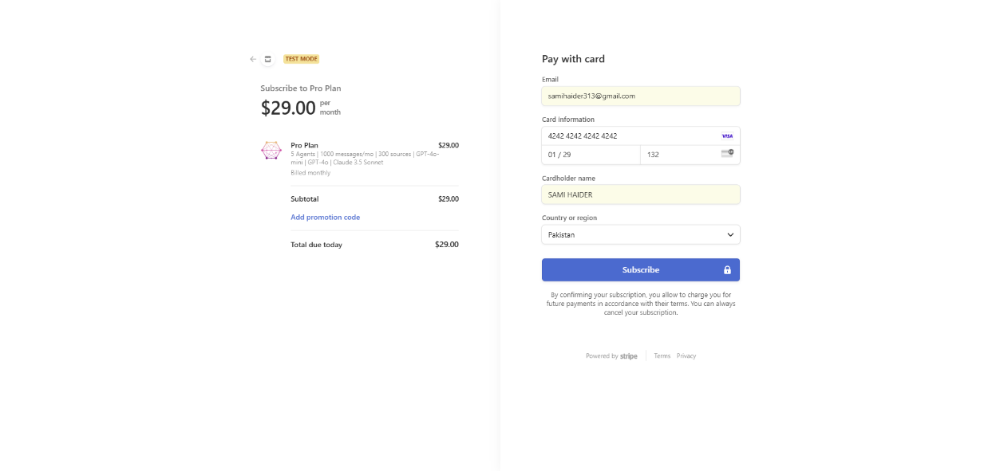 TEST MODE
Subscribe to Pro Plan
$29.00 per
month
Pro Plan $29.00
5 Agents | 1000 messages/mo | 300 sources | GPT-4o-
mini | GPT-4o | Claude 3.5 Sonnet
Billed monthly
Subtotal $29.00
Add promotion code
Total due today $29.00
Pay with card
Email
samihaider313@gmail.com
Card information
4242 4242 4242 4242 VISA
01 / 29 132
Cardholder name
SAMI HAIDER
Country or region
Pakistan
Subscribe
By confirming your subscription, you allow to charge you for
future payments in accordance with their terms. You can always
cancel your subscription.
Powered by stripe Terms Privacy